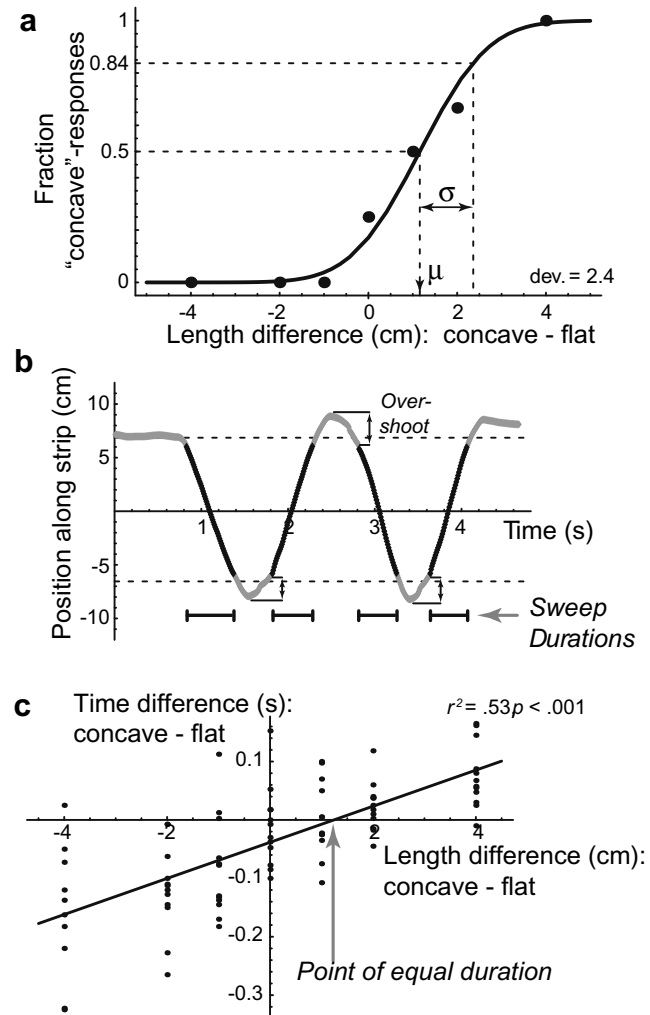 a
Fraction
"concave"-responses
1
0.84
0.5
0
σ
μ
dev. = 2.4
-4 -2 0 2 4
Length difference (cm): concave - flat
b
Position along strip (cm)
10
5
-5
-10
Over-
shoot
1 2 3 4
Time (s)
Sweep
Durations
c
Time difference (s):
concave - flat
r² = .53p < .001
0.1
-0.1
-0.2
-0.3
-4 -2 2 4
Length difference (cm):
concave - flat
Point of equal duration